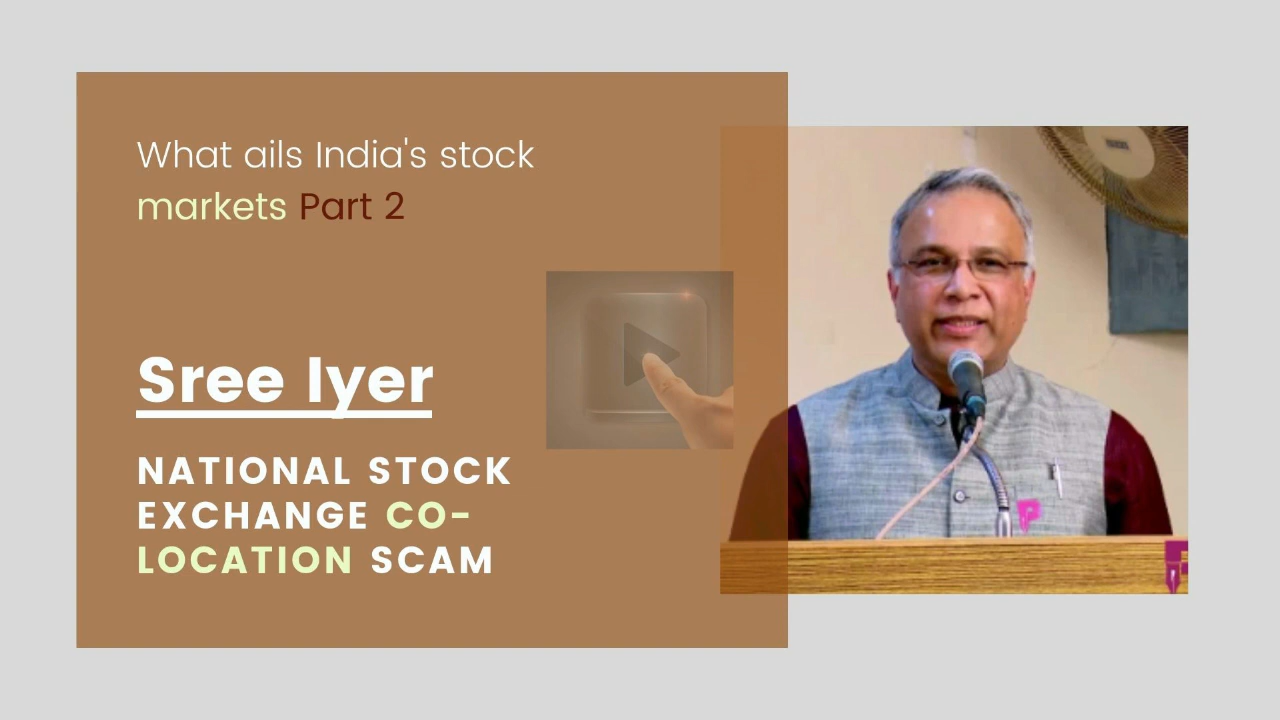 What ails India's stock
markets Part 2
Sree Iyer
NATIONAL STOCK
EXCHANGE CO-
LOCATION SCAM